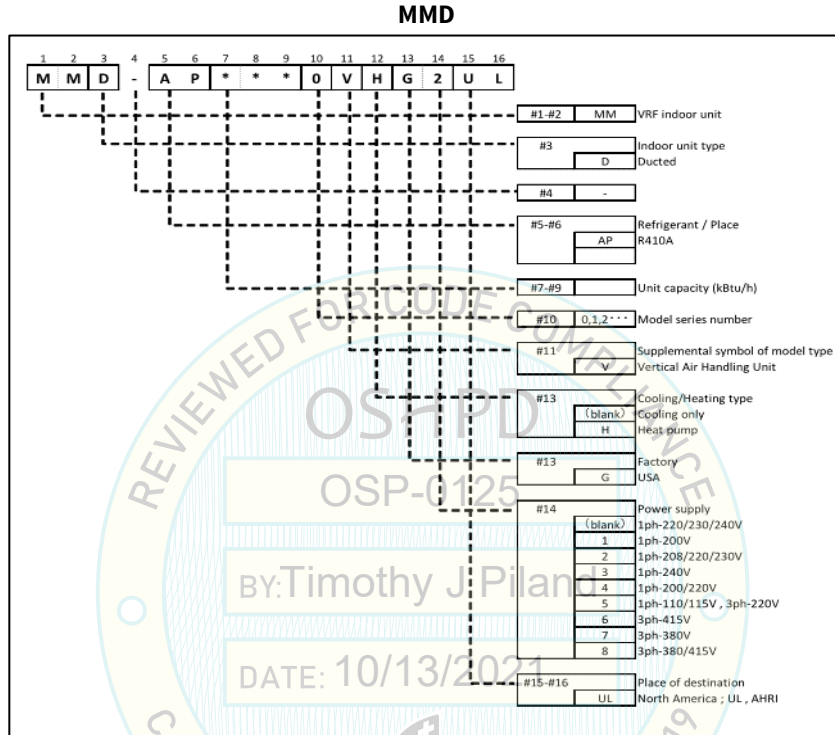 MMD
1 2 3 4 5 6 7 8 9 10 11 12 13 14 15 16
M M D - A P * * * 0 V H G 2 U L
#1-#2 MM VRF indoor unit
#3 Indoor unit type
D Ducted
#4 -
#5-#6 Refrigerant / Place
AP R410A
#7-#9 Unit capacity (kBtu/h)
#10 0,1,2··· Model series number
#11 Supplemental symbol of model type
V Vertical Air Handling Unit
#13 Cooling/Heating type
(blank) Cooling only
H Heat pump
#13 Factory
G USA
#14 Power supply
(blank) 1ph-220/230/240V
1 1ph-200V
2 1ph-208/220/230V
3 1ph-240V
4 1ph-200/220V
5 1ph-110/115V , 3ph-220V
6 3ph-415V
7 3ph-380V
8 3ph-380/415V
#15-#16 Place of destination
UL North America ; UL , AHRI
REVIEWED FOR CODE COMPLIANCE
OSHPD
OSP-0125
BY: Timothy J Piland
DATE: 10/13/2021